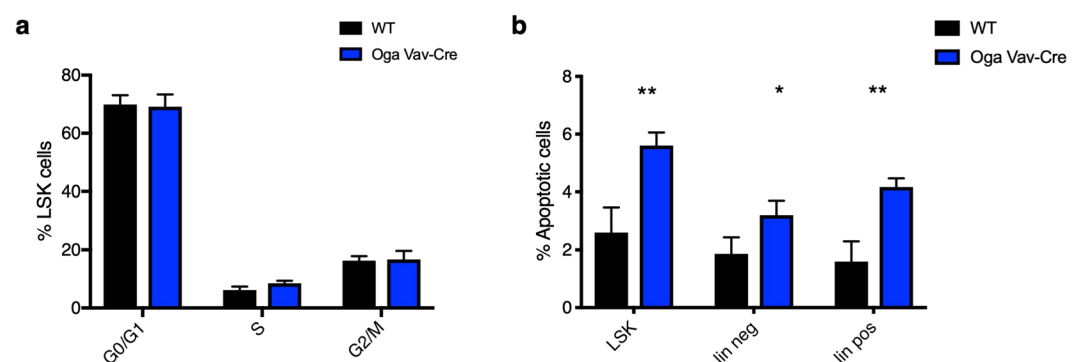 a
WT
Oga Vav-Cre
% LSK cells
80
60
40
20
0
G0/G1
S
G2/M
b
WT
Oga Vav-Cre
% Apoptotic cells
8
6
4
2
0
**
*
**
LSK
lin neg
lin pos